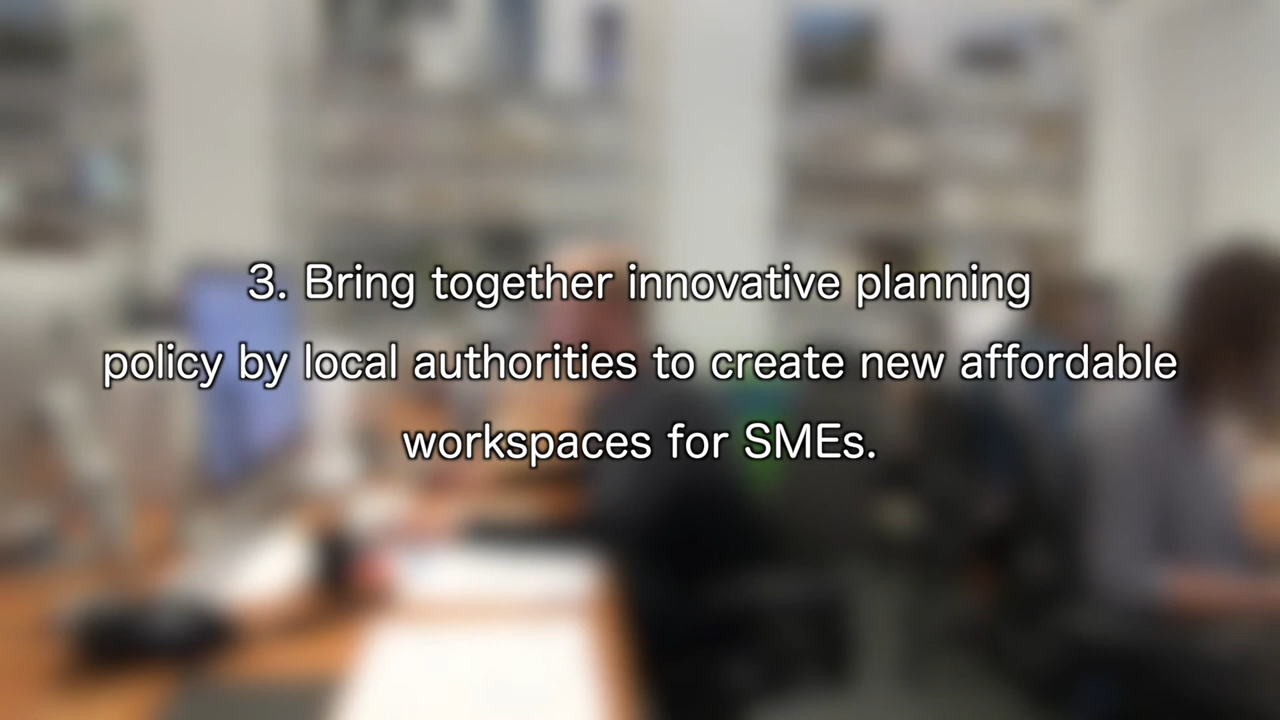 3. Bring together innovative planning
policy by local authorities to create new affordable
workspaces for SMEs.